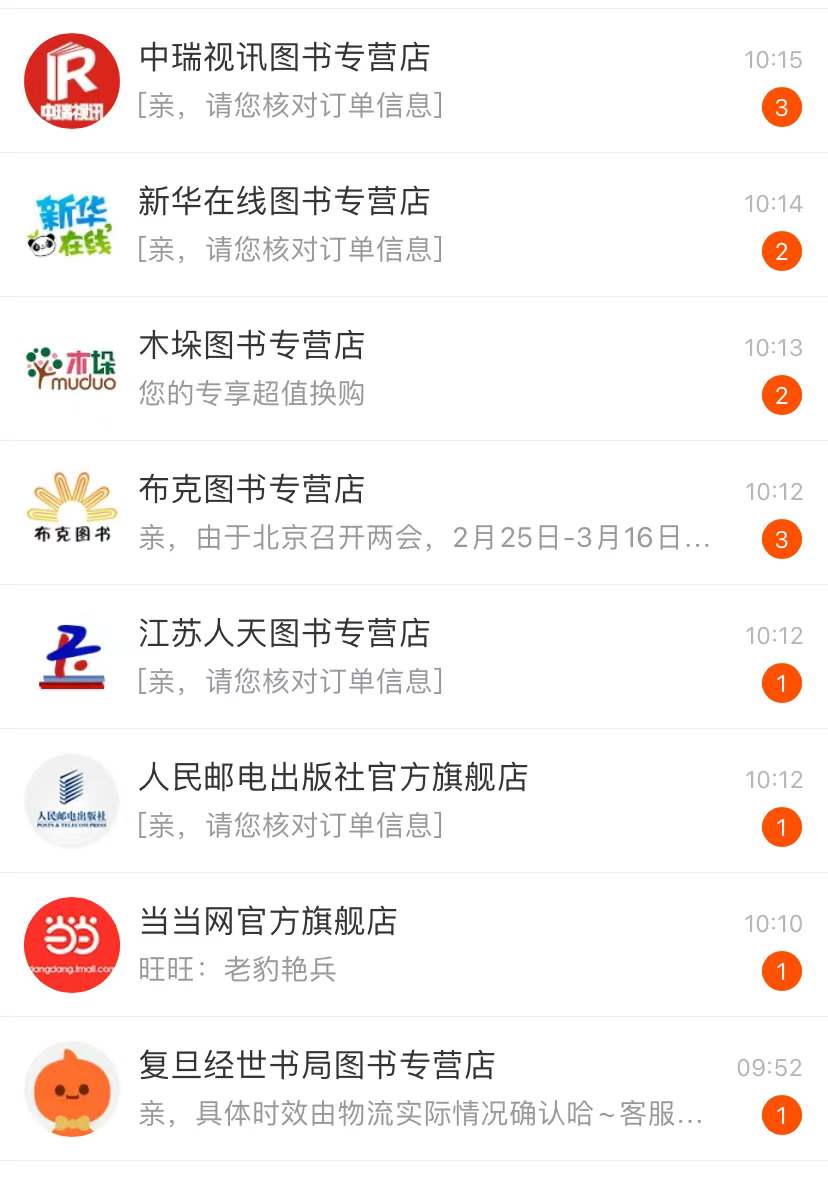 中瑞视讯图书专营店
10:15
[亲，请您核对订单信息]
3
R
中瑞视讯
新华在线图书专营店
10:14
[亲，请您核对订单信息]
2
新华
在线
木垛图书专营店
10:13
您的专享超值换购
2
木垛
muduo
布克图书专营店
10:12
亲，由于北京召开两会，2月25日-3月16日...
3
布克图书
江苏人天图书专营店
10:12
[亲，请您核对订单信息]
1
人民邮电出版社官方旗舰店
10:12
[亲，请您核对订单信息]
1
人民邮电出版社
POSTS & TELECOM PRESS
当当网官方旗舰店
10:10
旺旺：老豹艳兵
1
当当
dangdang.tmall.com
复旦经世书局图书专营店
09:52
亲，具体时效由物流实际情况确认哈~客服...
1